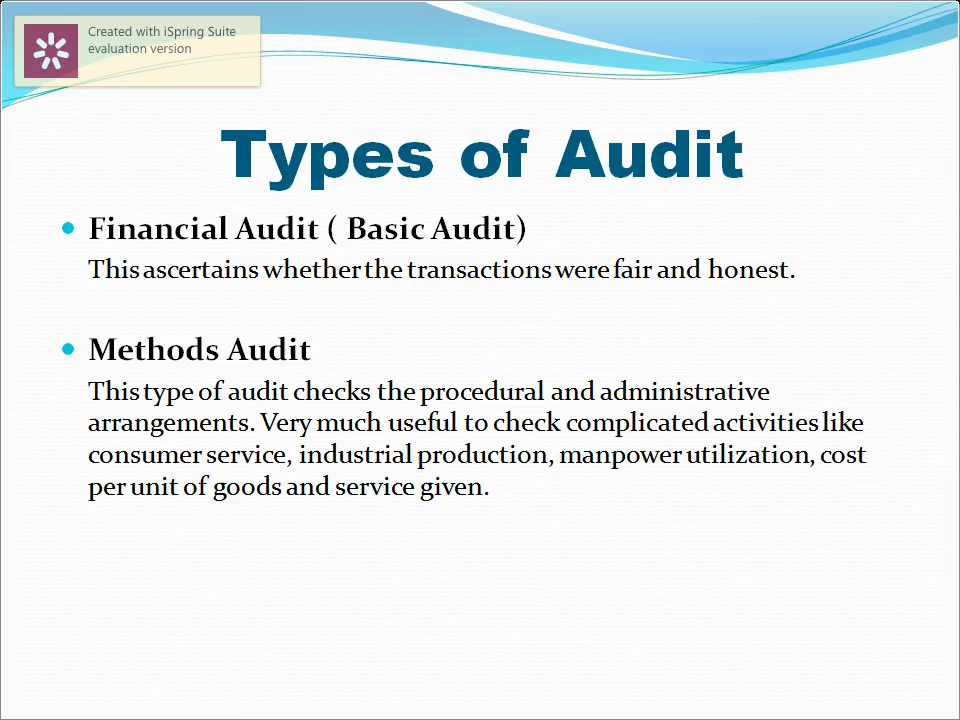 Created with iSpring Suite
evaluation version
Types of Audit
• Financial Audit ( Basic Audit)
This ascertains whether the transactions were fair and honest.
• Methods Audit
This type of audit checks the procedural and administrative
arrangements. Very much useful to check complicated activities like
consumer service, industrial production, manpower utilization, cost
per unit of goods and service given.